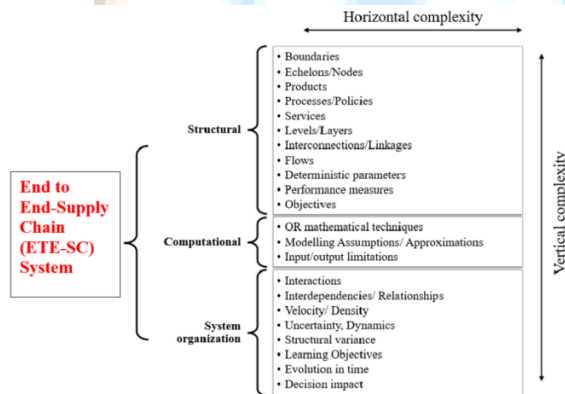 Horizontal complexity
• Boundaries
• Echelons/Nodes
• Products
• Processes/Policies
• Services
Structural
• Levels/Layers
• Interconnections/Linkages
• Flows
• Deterministic parameters
• Performance measures
• Objectives
End to
End-Supply
Chain
(ETE-SC)
System
Computational
• OR mathematical techniques
• Modelling Assumptions/ Approximations
• Input/output limitations
System
organization
• Interactions
• Interdependencies/ Relationships
• Velocity/ Density
• Uncertainty, Dynamics
• Structural variance
• Learning Objectives
• Evolution in time
• Decision impact
Vertical complexity